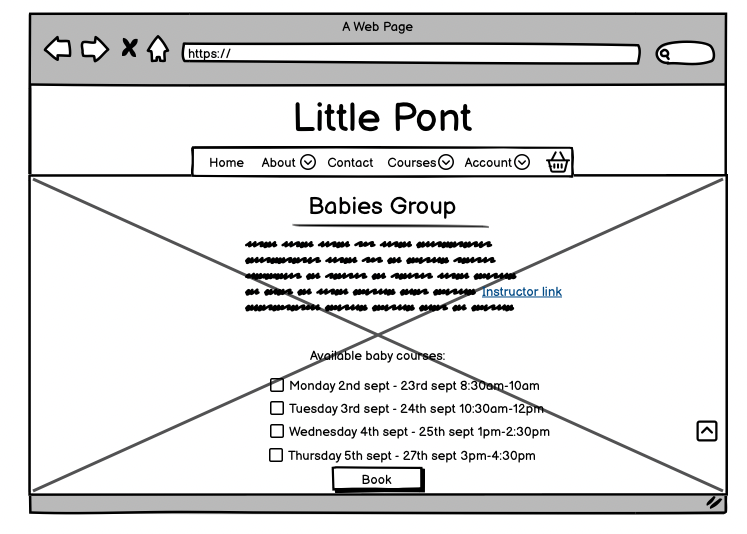 A Web Page
https://
Little Pont
Home About Contact Courses Account
Babies Group
Instructor link
Available baby courses:
Monday 2nd sept - 23rd sept 8:30am-10am
Tuesday 3rd sept - 24th sept 10:30am-12pm
Wednesday 4th sept - 25th sept 1pm-2:30pm
Thursday 5th sept - 27th sept 3pm-4:30pm
Book